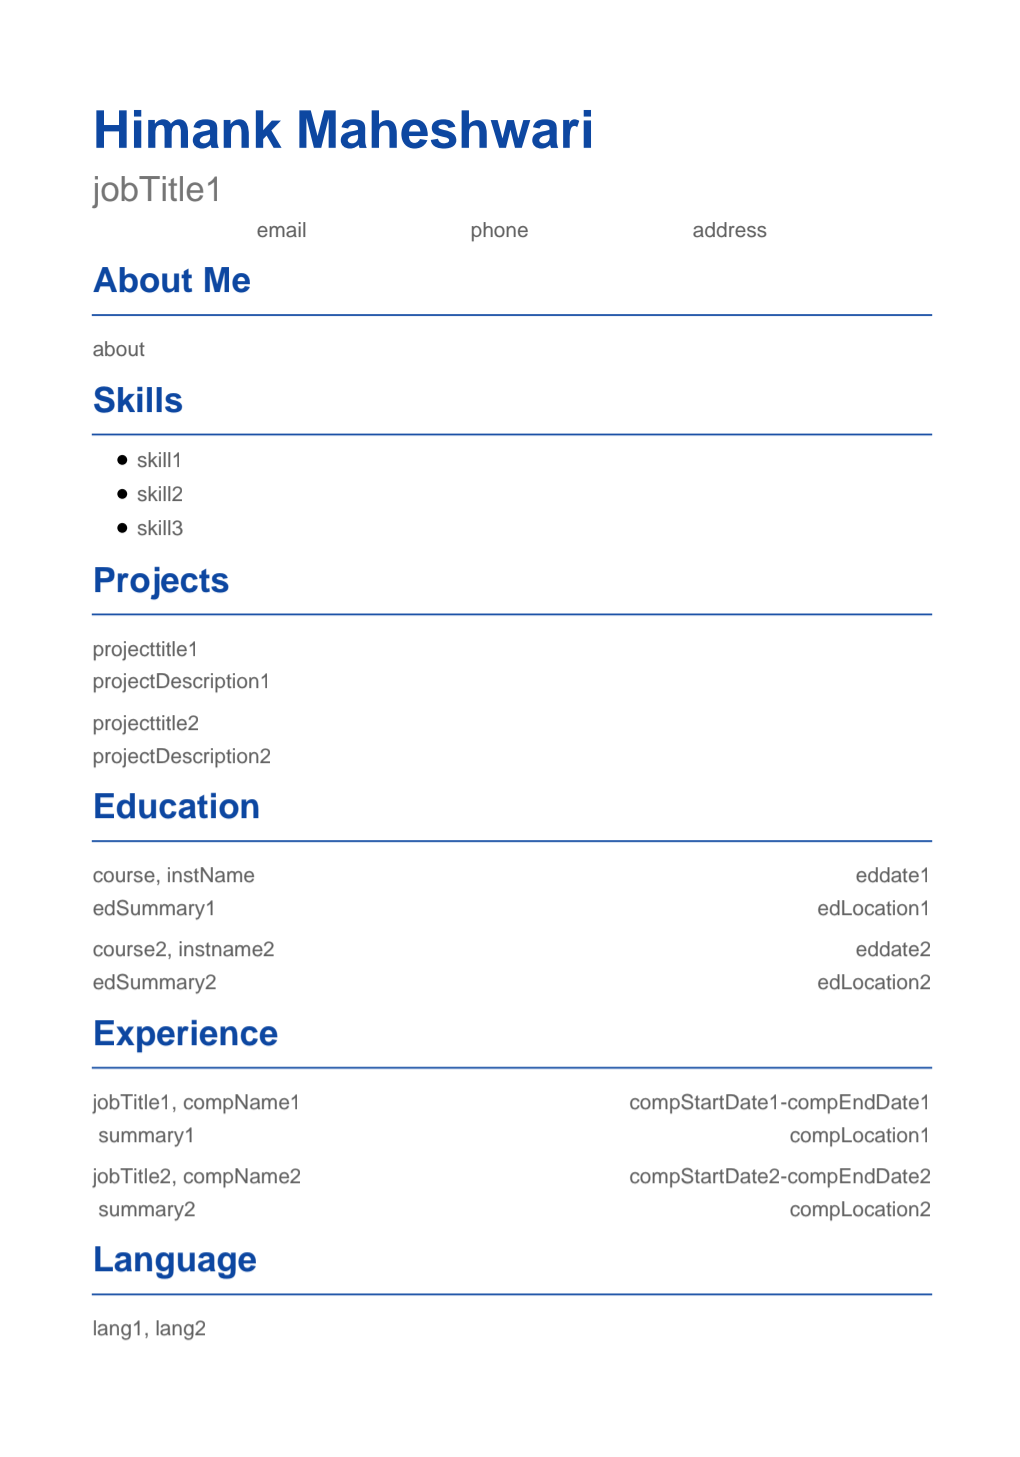 Himank Maheshwari
jobTitle1
email phone address
About Me
about
Skills
● skill1
● skill2
● skill3
Projects
projecttitle1
projectDescription1
projecttitle2
projectDescription2
Education
course, instName eddate1
edSummary1 edLocation1
course2, instname2 eddate2
edSummary2 edLocation2
Experience
jobTitle1, compName1 compStartDate1-compEndDate1
summary1 compLocation1
jobTitle2, compName2 compStartDate2-compEndDate2
summary2 compLocation2
Language
lang1, lang2